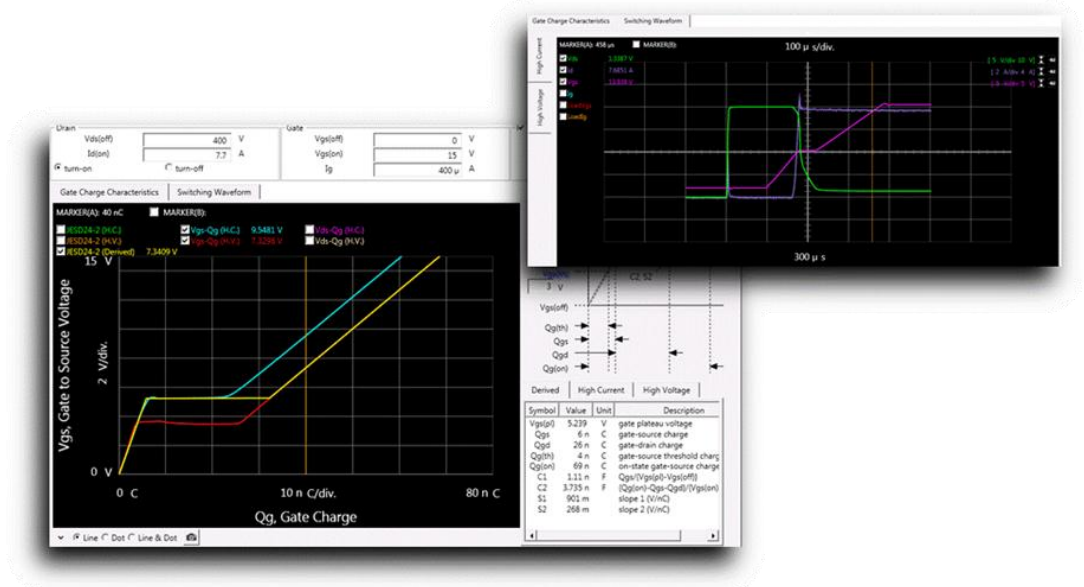 Gate Charge Characteristics Switching Waveform
High Current
High Voltage
MARKER(A): 458 μs MARKER(B):
100 μ s/div.
Vds
Id 7.6851 A
Vgs
Ig
300 μ s
Drain
Vds(off) 400 V
Id(on) 7.7 A
turn-on turn-off
Gate
Vgs(off) 0 V
Vgs(on) 15 V
Ig 400 μ A
Gate Charge Characteristics Switching Waveform
MARKER(A): 40 nC MARKER(B):
JESD24-2 (H.C.) Vgs-Qg (H.C.) 9.5481 V Vds-Qg (H.C.)
JESD24-2 (H.V.) Vgs-Qg (H.V.) 7.3298 V Vds-Qg (H.V.)
JESD24-2 (Derived) 7.3409 V
15 V
Vgs, Gate to Source Voltage
2 V/div.
0 V
0 C 10 n C/div. 80 n C
Qg, Gate Charge
Line Dot Line & Dot
3 V
C2, S2
Vgs(off)
Qg(th)
Qgs
Qgd
Qg(on)
Derived High Current High Voltage
Symbol Value Unit Description
Vgs(pl) 5.239 V gate plateau voltage
Qgs 6 n C gate-source charge
Qgd 26 n C gate-drain charge
Qg(th) 4 n C gate-source threshold charg
Qg(on) 69 n C on-state gate-source charge
C1 1.11 n F Qgs/{Vgs(pl)-Vgs(off)}
C2 3.735 n F {Qg(on)-Qgs-Qgd}/{Vgs(on)
S1 901 m slope 1 (V/nC)
S2 268 m slope 2 (V/nC)